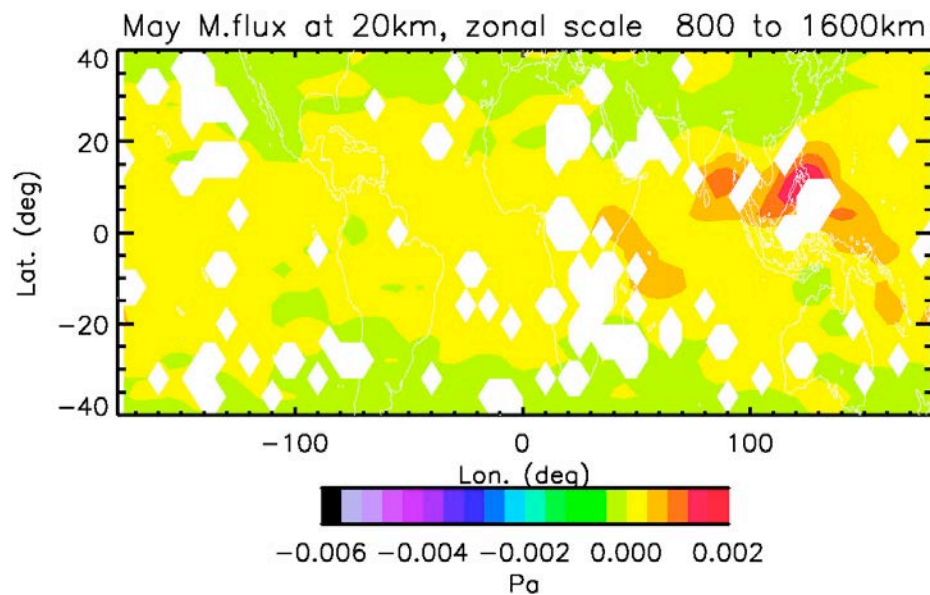 May M.flux at 20km, zonal scale 800 to 1600km
40
20
0
−20
−40
Lat. (deg)
−100 0 100
Lon. (deg)
−0.006 −0.004 −0.002 0.000 0.002
Pa